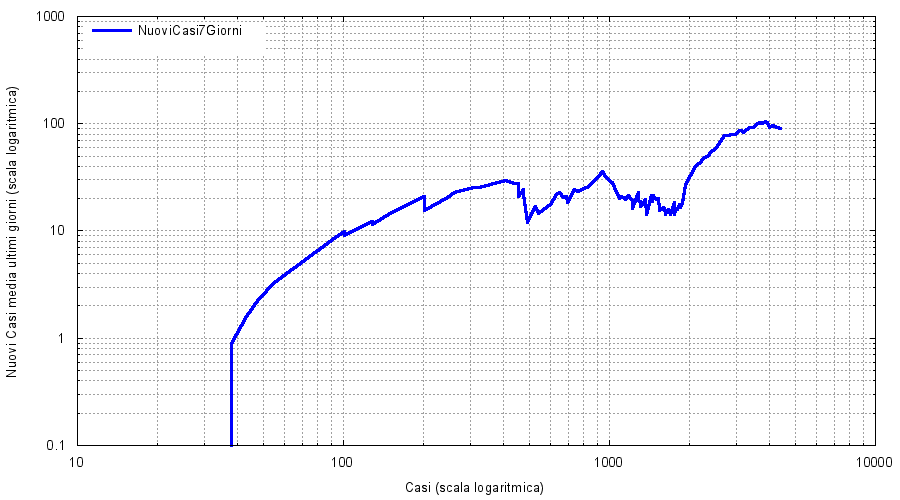 1000
NuoviCasi7Giorni
100
10
1
0.1
Nuovi Casi media ultimi giorni (scala logaritmica)
10 100 1000 10000
Casi (scala logaritmica)